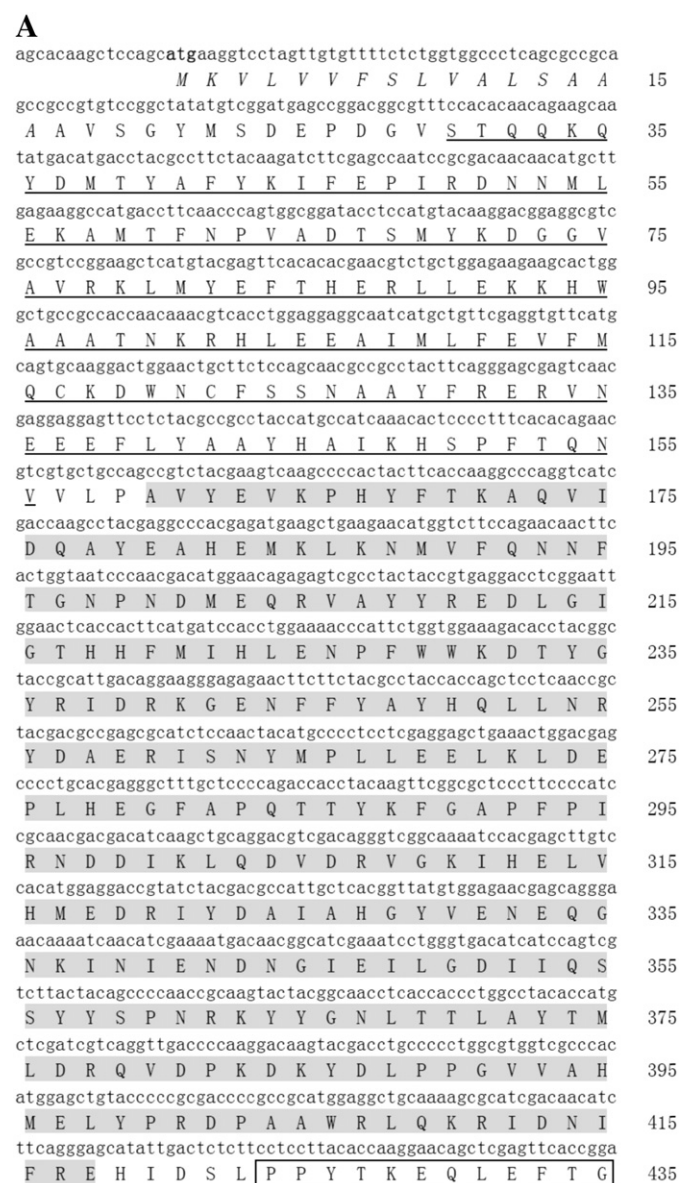 A
agcacaagctccagcatgaaggtcctagttgtgttttctctggtggccctcagcgccgca
M K V L V V F S L V A L S A A 15
gccgccgtgtccggctatatgtcggatgagccggacggcgtttccacacaacagaagcaa
A A V S G Y M S D E P D G V S T Q Q K Q 35
tatgacatgacctacgccttctacaagatcttcgagccaatccgcgacaacaacatgctt
Y D M T Y A F Y K I F E P I R D N N M L 55
gagaaggccatgaccttcaacccagtggcggatacctccatgtacaaggacggaggcgtc
E K A M T F N P V A D T S M Y K D G G V 75
gccgtccggaagctcatgtacgagttcacacacgaacgtctgctggagaagaagcactgg
A V R K L M Y E F T H E R L L E K K H W 95
gctgccgccaccaacaaacgtcacctggaggaggcaatcatgctgttcgaggtgttcatg
A A A T N K R H L E E A I M L F E V F M 115
cagtgcaaggactggaactgcttctccagcaacgccgcctacttcagggagcgagtcaac
Q C K D W N C F S S N A A Y F R E R V N 135
gaggaggagttcctctacgccgcctaccatgccatcaaacactccccctttcacacagaac
E E E F L Y A A Y H A I K H S P F T Q N 155
gtcgtgctgccagccgtctacgaagtcaagccccactacttcaccaaggcccaggtcatc
V V L P A V Y E V K P H Y F T K A Q V I 175
gaccaagcctacgaggcccacgagatgaagctgaagaacatggtcttccagaacaacttc
D Q A Y E A H E M K L K N M V F Q N N F 195
actggtaatcccaacgacatggaacagagagtcgcctactaccgtgaggacctcggaatt
T G N P N D M E Q R V A Y Y R E D L G I 215
ggaactcaccacttcatgatccacctggaaaacccattctggtggaaagacacctacggc
G T H H F M I H L E N P F W W K D T Y G 235
taccgcattgacaggaagggagagaacttcttctacgcctaccaccagctcctcaaccgc
Y R I D R K G E N F F Y A Y H Q L L N R 255
tacgacgccgagcgcatctccaactacatgcccctcctcgaggagctgaaactggacgag
Y D A E R I S N Y M P L L E E L K L D E 275
cccctgcacgagggctttgctccccagaccacctacaagttcggcgctcccttccccatc
P L H E G F A P Q T T Y K F G A P F P I 295
cgcaacgacgacatcaagctgcaggacgtcgacagggtcggcaaaatccacgagcttgtc
R N D D I K L Q D V D R V G K I H E L V 315
cacatggaggaccgtatctacgacgccattgctcacggttatgtggagaacgagcaggga
H M E D R I Y D A I A H G Y V E N E Q G 335
aacaaaatcaacatcgaaaatgacaacggcatcgaaatcctgggtgacatcatccagtcg
N K I N I E N D N G I E I L G D I I Q S 355
tcttactacagccccaaccgcaagtactacggcaacctcaccaccctggcctacaccatg
S Y Y S P N R K Y Y G N L T T L A Y T M 375
ctcgatcgtcaggttgaccccaaggacaagtacgacctgccccctggcgtggtcgcccac
L D R Q V D P K D K Y D L P P G V V A H 395
atggagctgtacccccgcgaccccgccgcatggaggctgcaaaagcgcatcgacaacatc
M E L Y P R D P A A W R L Q K R I D N I 415
ttcagggagcatattgactctcttcctccttacaccaaggaacagctcgagttcaccgga
F R E H I D S L P P Y T K E Q L E F T G 435